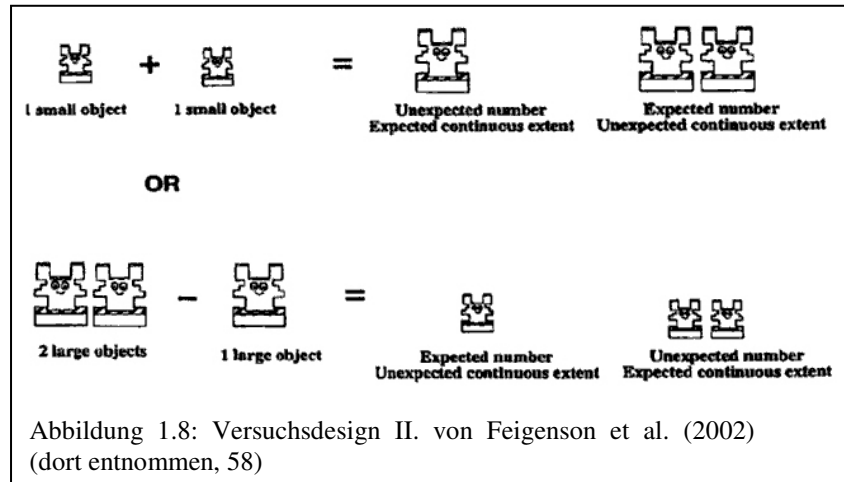 + =
1 small object 1 small object Unexpected number Expected number
Expected continuous extent Unexpected continuous extent
OR
− =
2 large objects 1 large object Expected number Unexpected number
Unexpected continuous extent Expected continuous extent
Abbildung 1.8: Versuchsdesign II. von Feigenson et al. (2002)
(dort entnommen, 58)